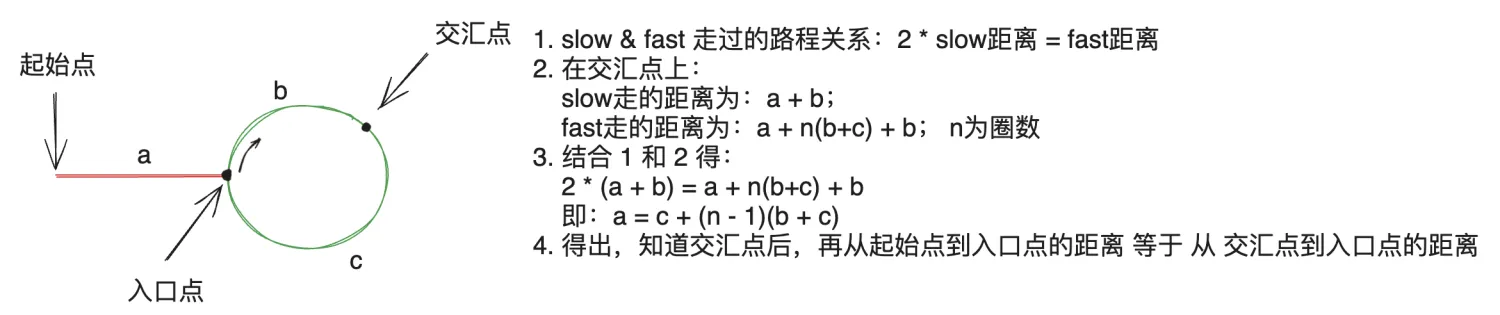 起始点
a
入口点
b
交汇点
c
1. slow & fast 走过的路程关系：2 * slow距离 = fast距离
2. 在交汇点上：
slow走的距离为：a + b；
fast走的距离为：a + n(b+c) + b； n为圈数
3. 结合 1 和 2 得：
2 * (a + b) = a + n(b+c) + b
即：a = c + (n - 1)(b + c)
4. 得出，知道交汇点后，再从起始点到入口点的距离 等于 从 交汇点到入口点的距离